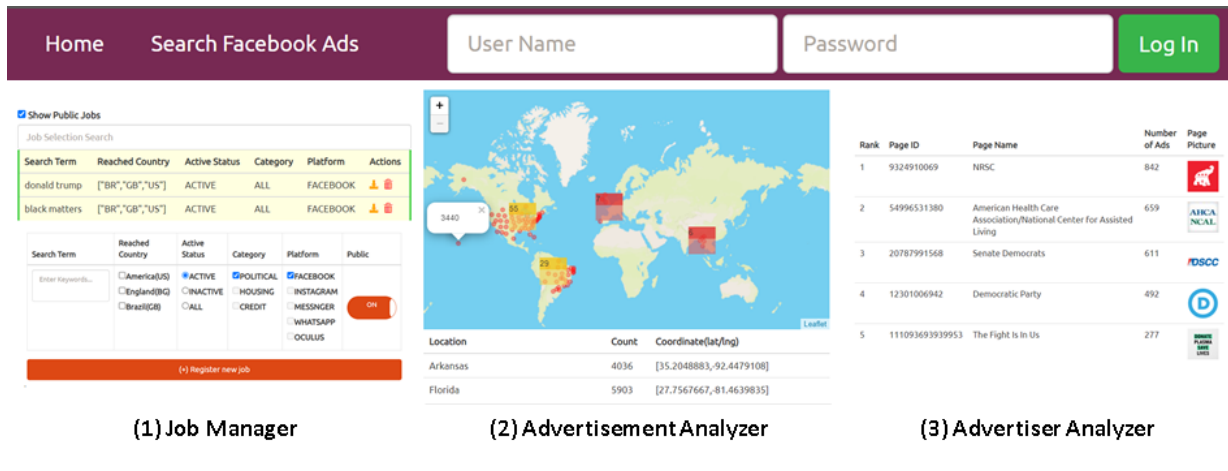 Home Search Facebook Ads User Name Password Log In
Show Public Jobs
Job Selection Search
Search Term Reached Country Active Status Category Platform Actions
donald trump ["BR","GB","US"] ACTIVE ALL FACEBOOK
black matters ["BR","GB","US"] ACTIVE ALL FACEBOOK
Search Term Reached Country Active Status Category Platform Public
Enter Keywords... America(US) ACTIVE POLITICAL FACEBOOK
England(BG) INACTIVE HOUSING INSTAGRAM ON
Brazil(GB) ALL CREDIT MESSNGER
WHATSAPP
OCULUS
(+) Register new job
+
−
3440 ×
55
29
Leaflet
Location Count Coordinate(lat/lng)
Arkansas 4036 [35.2048883,-92.4479108]
Florida 5903 [27.7567667,-81.4639835]
Rank Page ID Page Name Number of Ads Page Picture
1 9324910069 NRSC 842
2 54996531380 American Health Care 659
Association/National Center for Assisted
Living
AHCA
NCAL
3 20787991568 Senate Democrats 611 DSCC
4 12301006942 Democratic Party 492 D
5 111093693939953 The Fight Is In Us 277
DONATE
PLASMA
SAVE
LIVES
(1) Job Manager (2) Advertisement Analyzer (3) Advertiser Analyzer